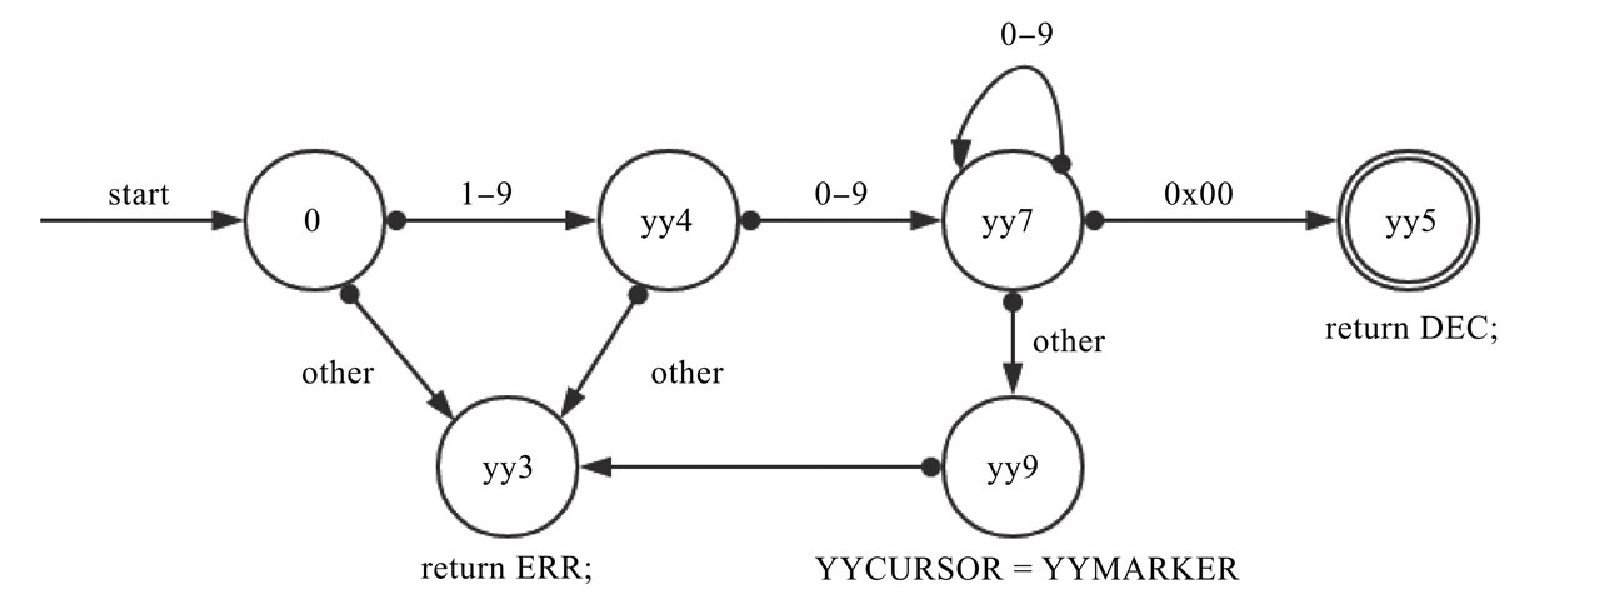 0–9
start
1–9
0–9
0x00
0
yy4
yy7
yy5
return DEC;
other
other
other
yy3
yy9
return ERR;
YYCURSOR = YYMARKER